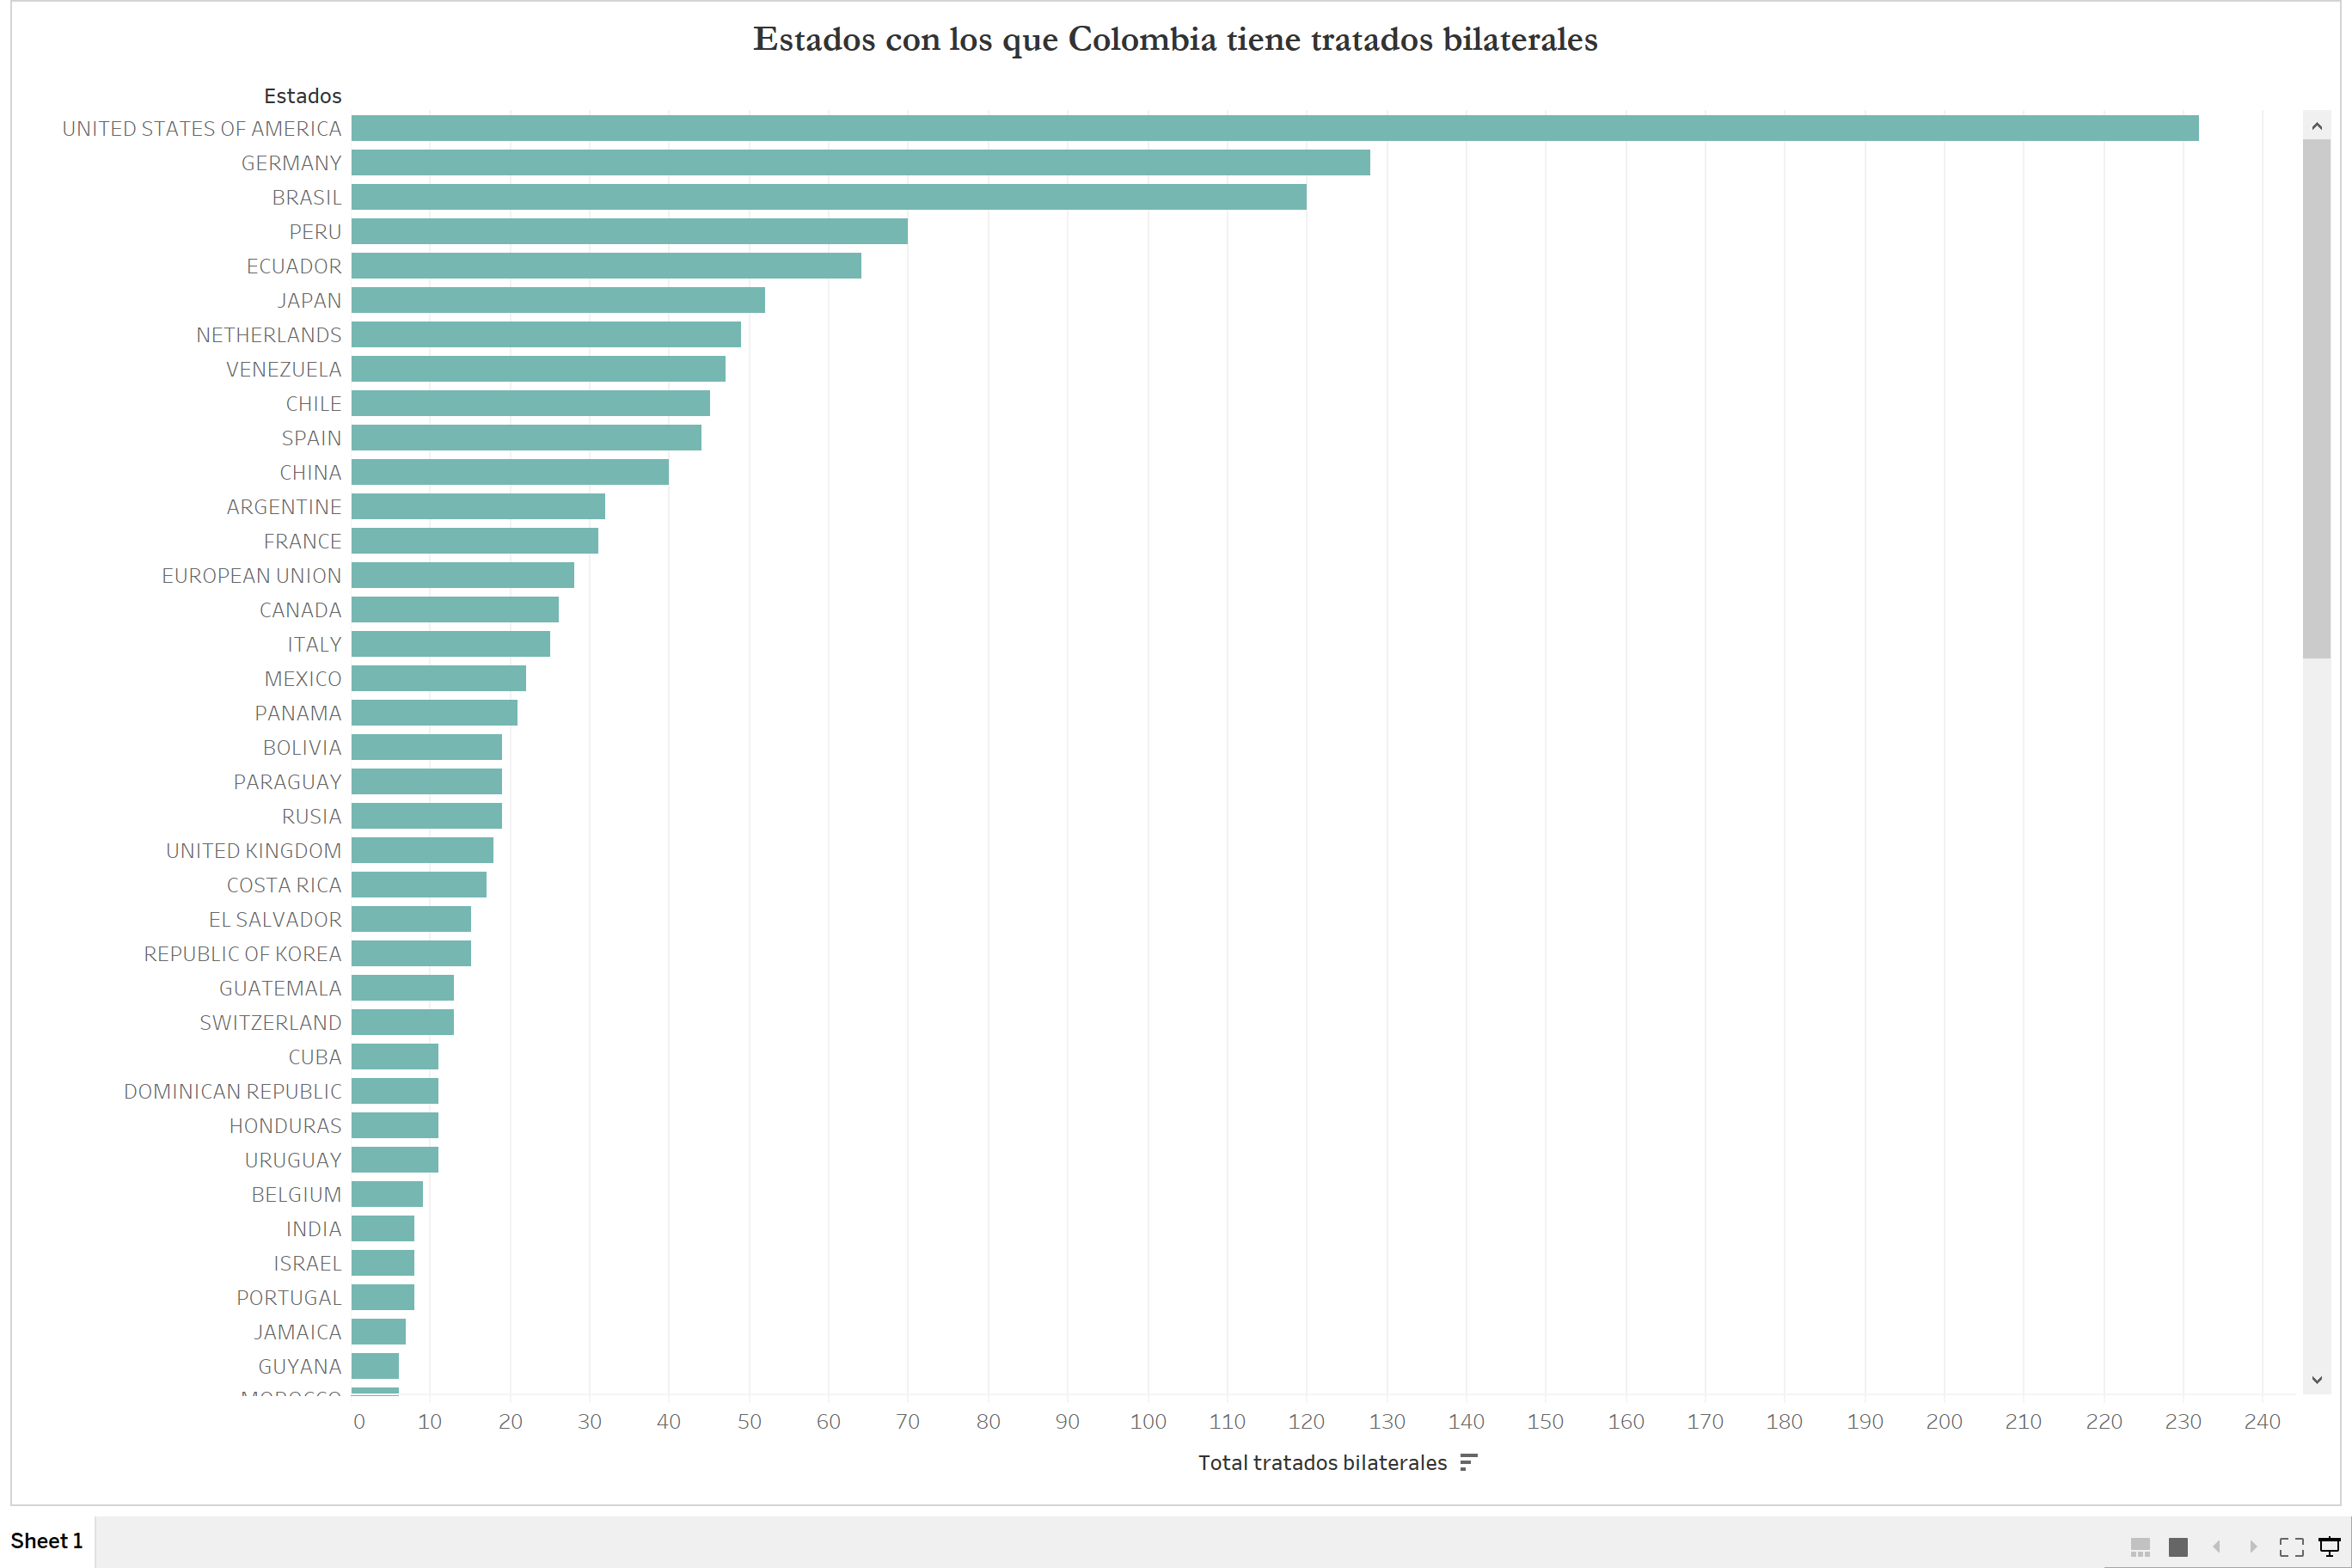 Estados con los que Colombia tiene tratados bilaterales
Estados
UNITED STATES OF AMERICA
GERMANY
BRASIL
PERU
ECUADOR
JAPAN
NETHERLANDS
VENEZUELA
CHILE
SPAIN
CHINA
ARGENTINE
FRANCE
EUROPEAN UNION
CANADA
ITALY
MEXICO
PANAMA
BOLIVIA
PARAGUAY
RUSIA
UNITED KINGDOM
COSTA RICA
EL SALVADOR
REPUBLIC OF KOREA
GUATEMALA
SWITZERLAND
CUBA
DOMINICAN REPUBLIC
HONDURAS
URUGUAY
BELGIUM
INDIA
ISRAEL
PORTUGAL
JAMAICA
GUYANA
MOROCCO
0 10 20 30 40 50 60 70 80 90 100 110 120 130 140 150 160 170 180 190 200 210 220 230 240
Total tratados bilaterales
Sheet 1